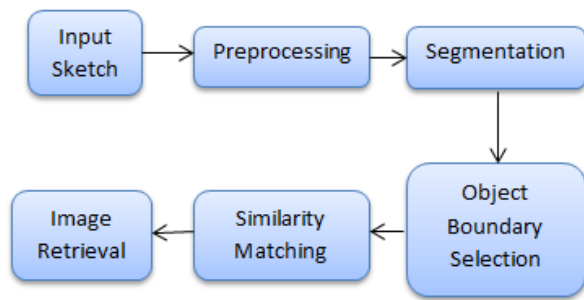 Input
Sketch
Preprocessing
Segmentation
Object
Boundary
Selection
Similarity
Matching
Image
Retrieval